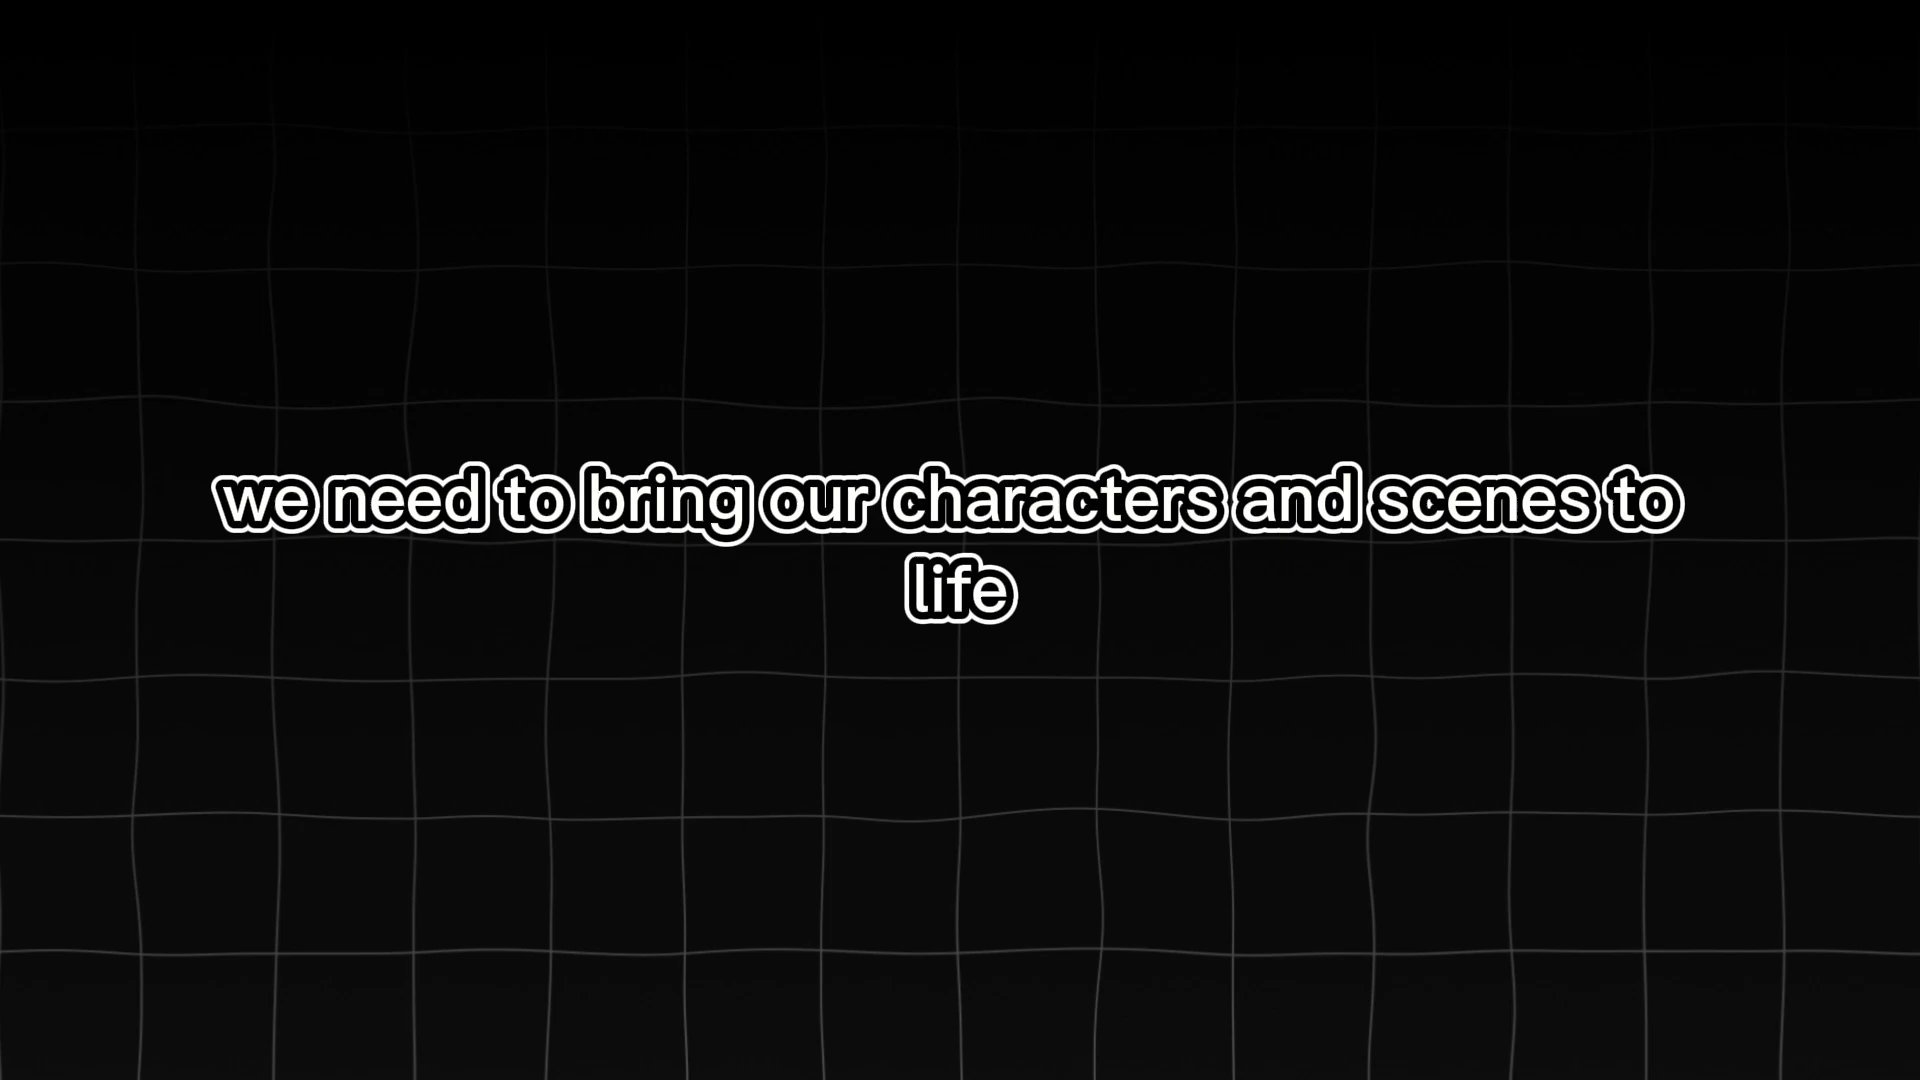 we need to bring our characters and scenes to
life